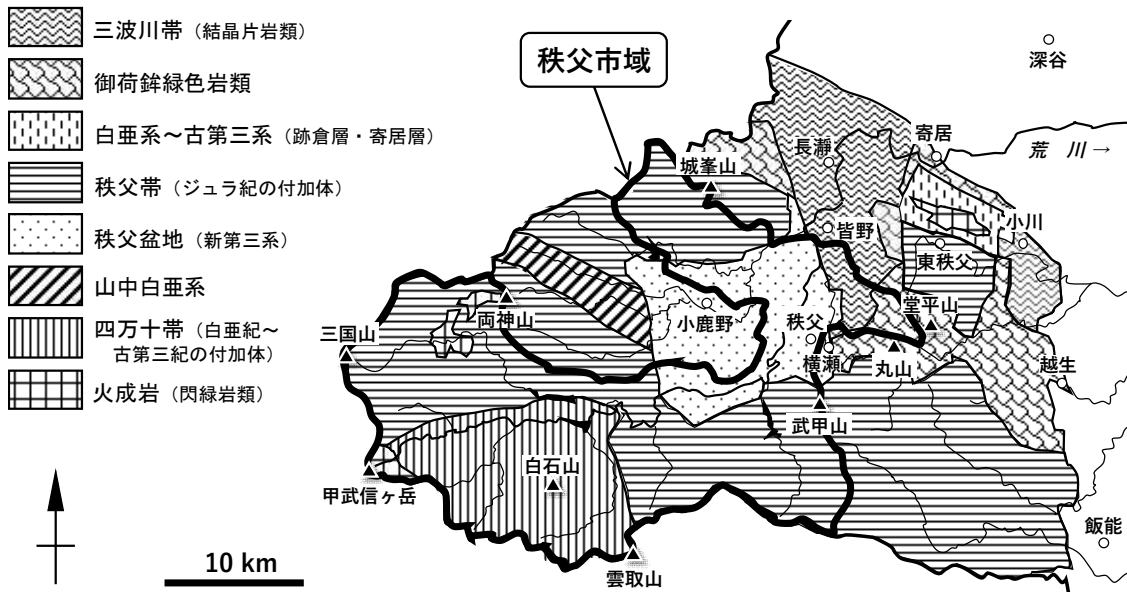 三波川帯（結晶片岩類）
御荷鉾緑色岩類
白亜系～古第三系（跡倉層・寄居層）
秩父帯（ジュラ紀の付加体）
秩父盆地（新第三系）
山中白亜系
四万十帯（白亜紀～
古第三紀の付加体）
火成岩（閃緑岩類）
秩父市域
深谷
寄居
荒 川→
長瀞
城峯山
小川
皆野
東秩父
両神山
小鹿野
秩父
堂平山
三国山
横瀬
丸山
越生
武甲山
白石山
甲武信ヶ岳
飯能
雲取山
10 km